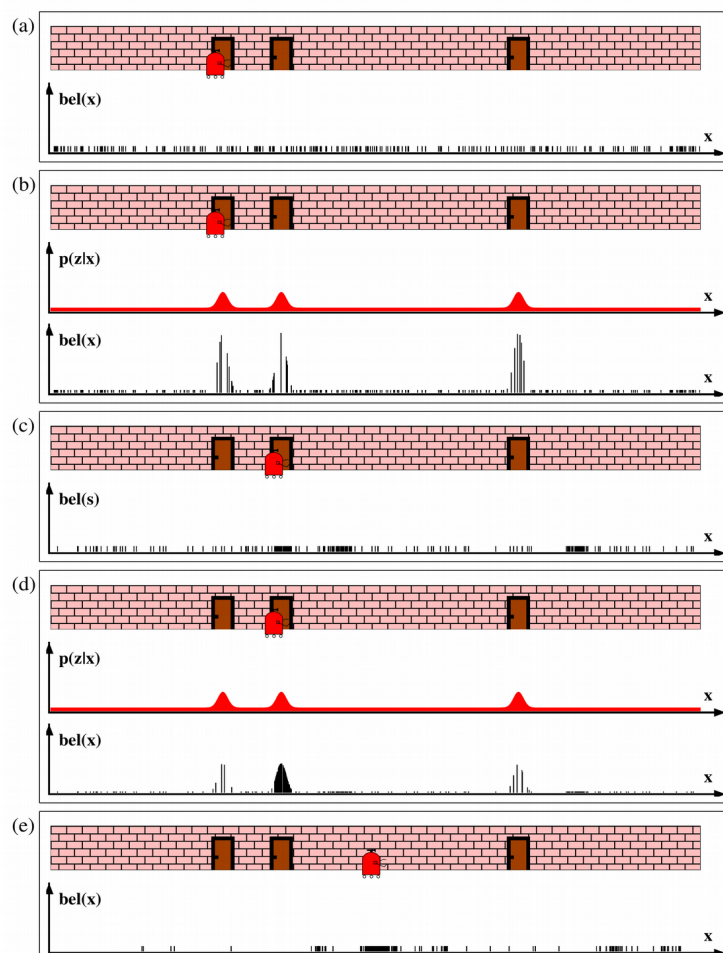 (a)
bel(x)
x
(b)
p(z|x)
x
bel(x)
x
(c)
bel(s)
x
(d)
p(z|x)
x
bel(x)
x
(e)
bel(x)
x